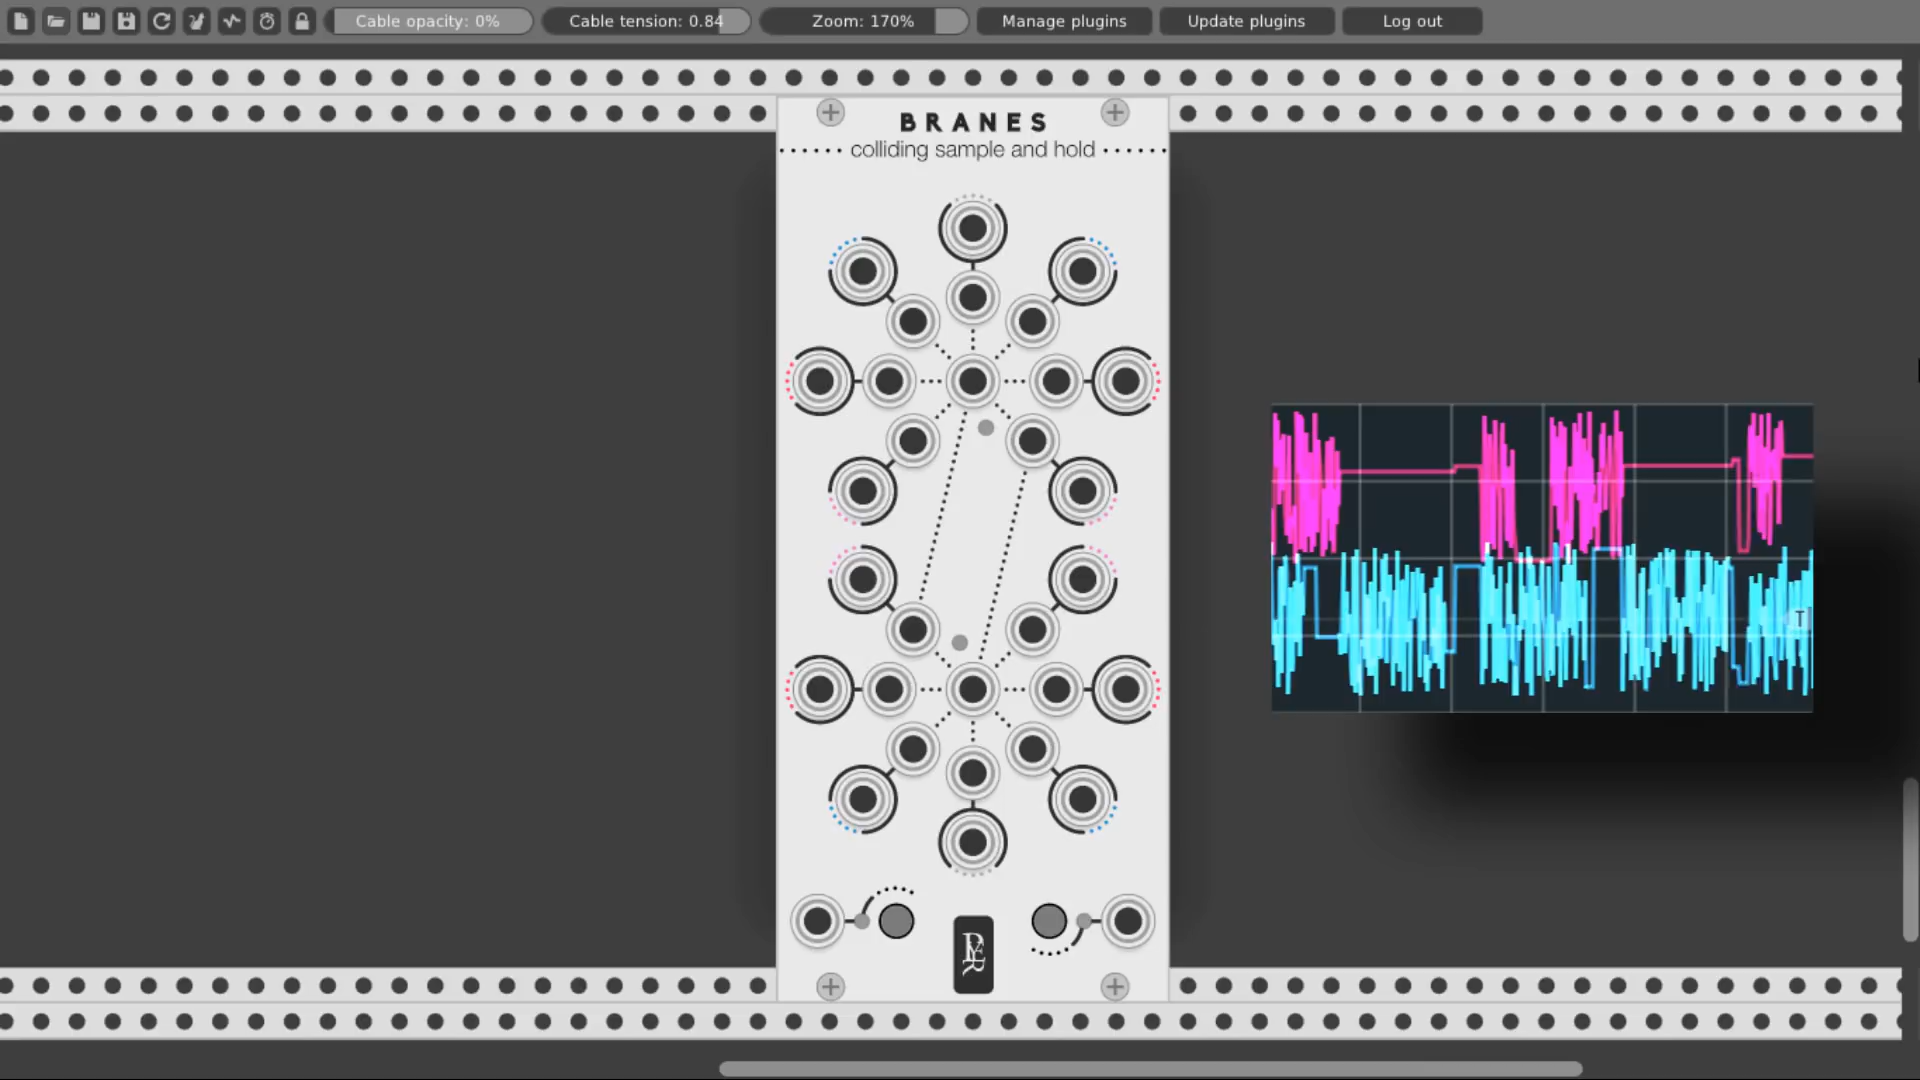 Cable opacity: 0%
Cable tension: 0.84
Zoom: 170%
Manage plugins
Update plugins
Log out
BRANES
colliding sample and hold
T